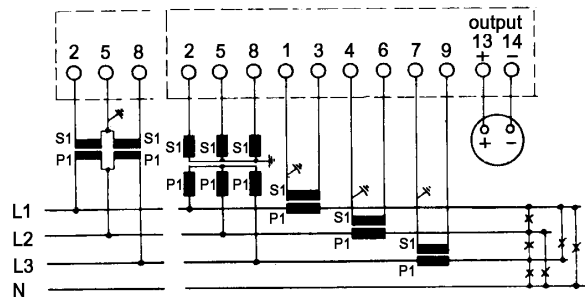 output
2 5 8 2 5 8 1 3 4 6 7 9 13 14
+ −
+ −
S1 S1 S1 S1 S1
P1 P1 P1 P1 P1
S1
L1 P1
S1
L2 P1
S1
L3 P1
N